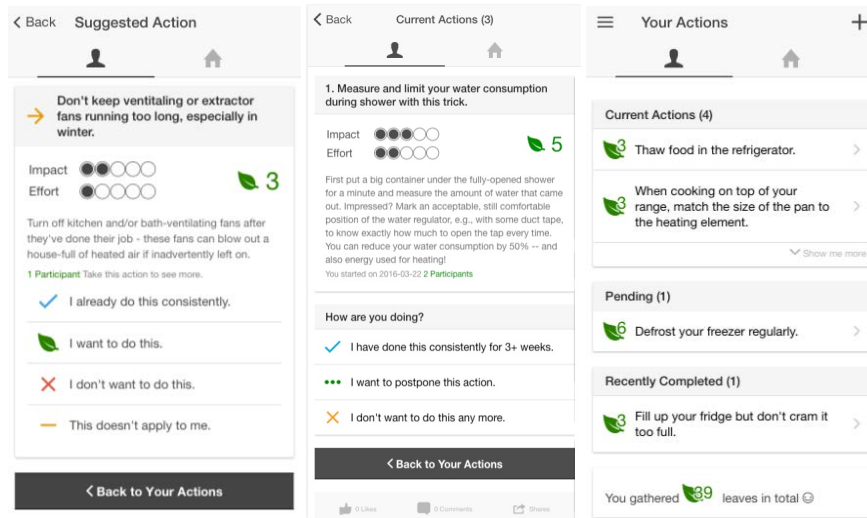 Back Suggested Action
Don't keep ventitaling or extractor
fans running too long, especially in
winter.
Impact
Effort
3
Turn off kitchen and/or bath-ventilating fans after
they've done their job - these fans can blow out a
house-full of heated air if inadvertently left on.
1 Participant Take this action to see more.
I already do this consistently.
I want to do this.
I don't want to do this.
This doesn't apply to me.
Back to Your Actions
Back Current Actions (3)
1. Measure and limit your water consumption
during shower with this trick.
Impact
Effort
5
First put a big container under the fully-opened shower
for a minute and measure the amount of water that came
out. Impressed? Mark an acceptable, still comfortable
position of the water regulator, e.g., with some duct tape,
to know exactly how much to open the tap every time.
You can reduce your water consumption by 50% -- and
also energy used for heating!
You started on 2016-03-22 2 Participants
How are you doing?
I have done this consistently for 3+ weeks.
I want to postpone this action.
I don't want to do this any more.
Back to Your Actions
0 Likes 0 Comments Shares
Your Actions
Current Actions (4)
3 Thaw food in the refrigerator.
When cooking on top of your
3 range, match the size of the pan to
the heating element.
Show me more
Pending (1)
6 Defrost your freezer regularly.
Recently Completed (1)
3 Fill up your fridge but don't cram it
too full.
You gathered 39 leaves in total